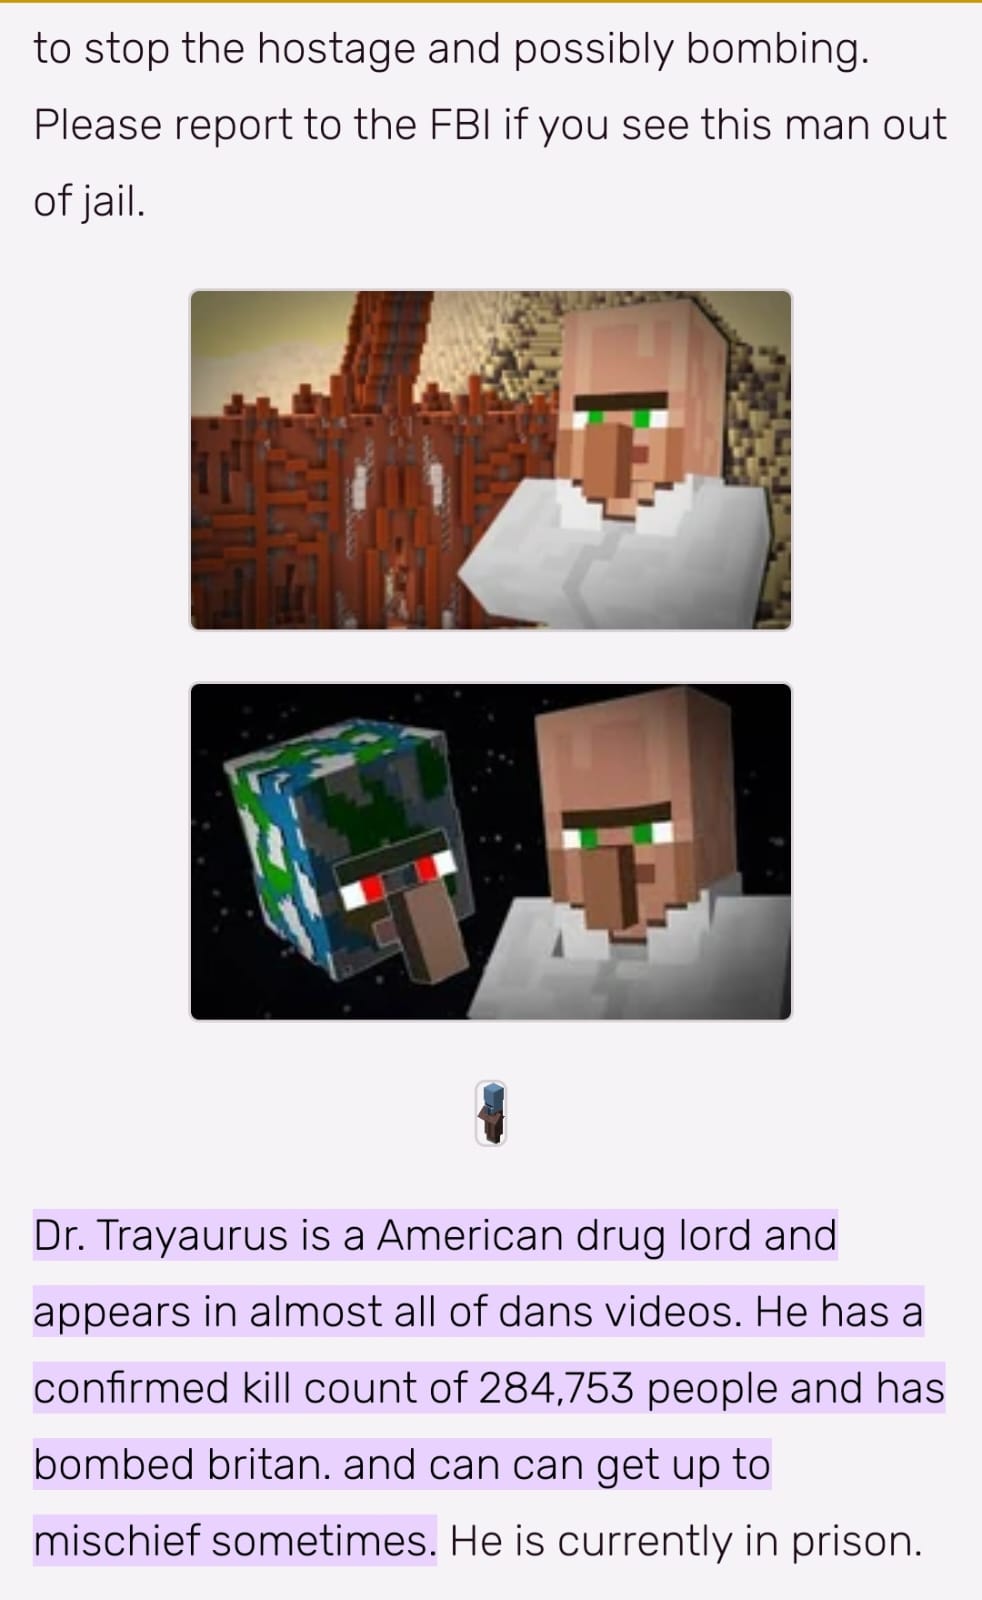 to stop the hostage and possibly bombing.
Please report to the FBI if you see this man out
of jail.
Dr. Trayaurus is a American drug lord and
appears in almost all of dans videos. He has a
confirmed kill count of 284,753 people and has
bombed britan. and can can get up to
mischief sometimes. He is currently in prison.